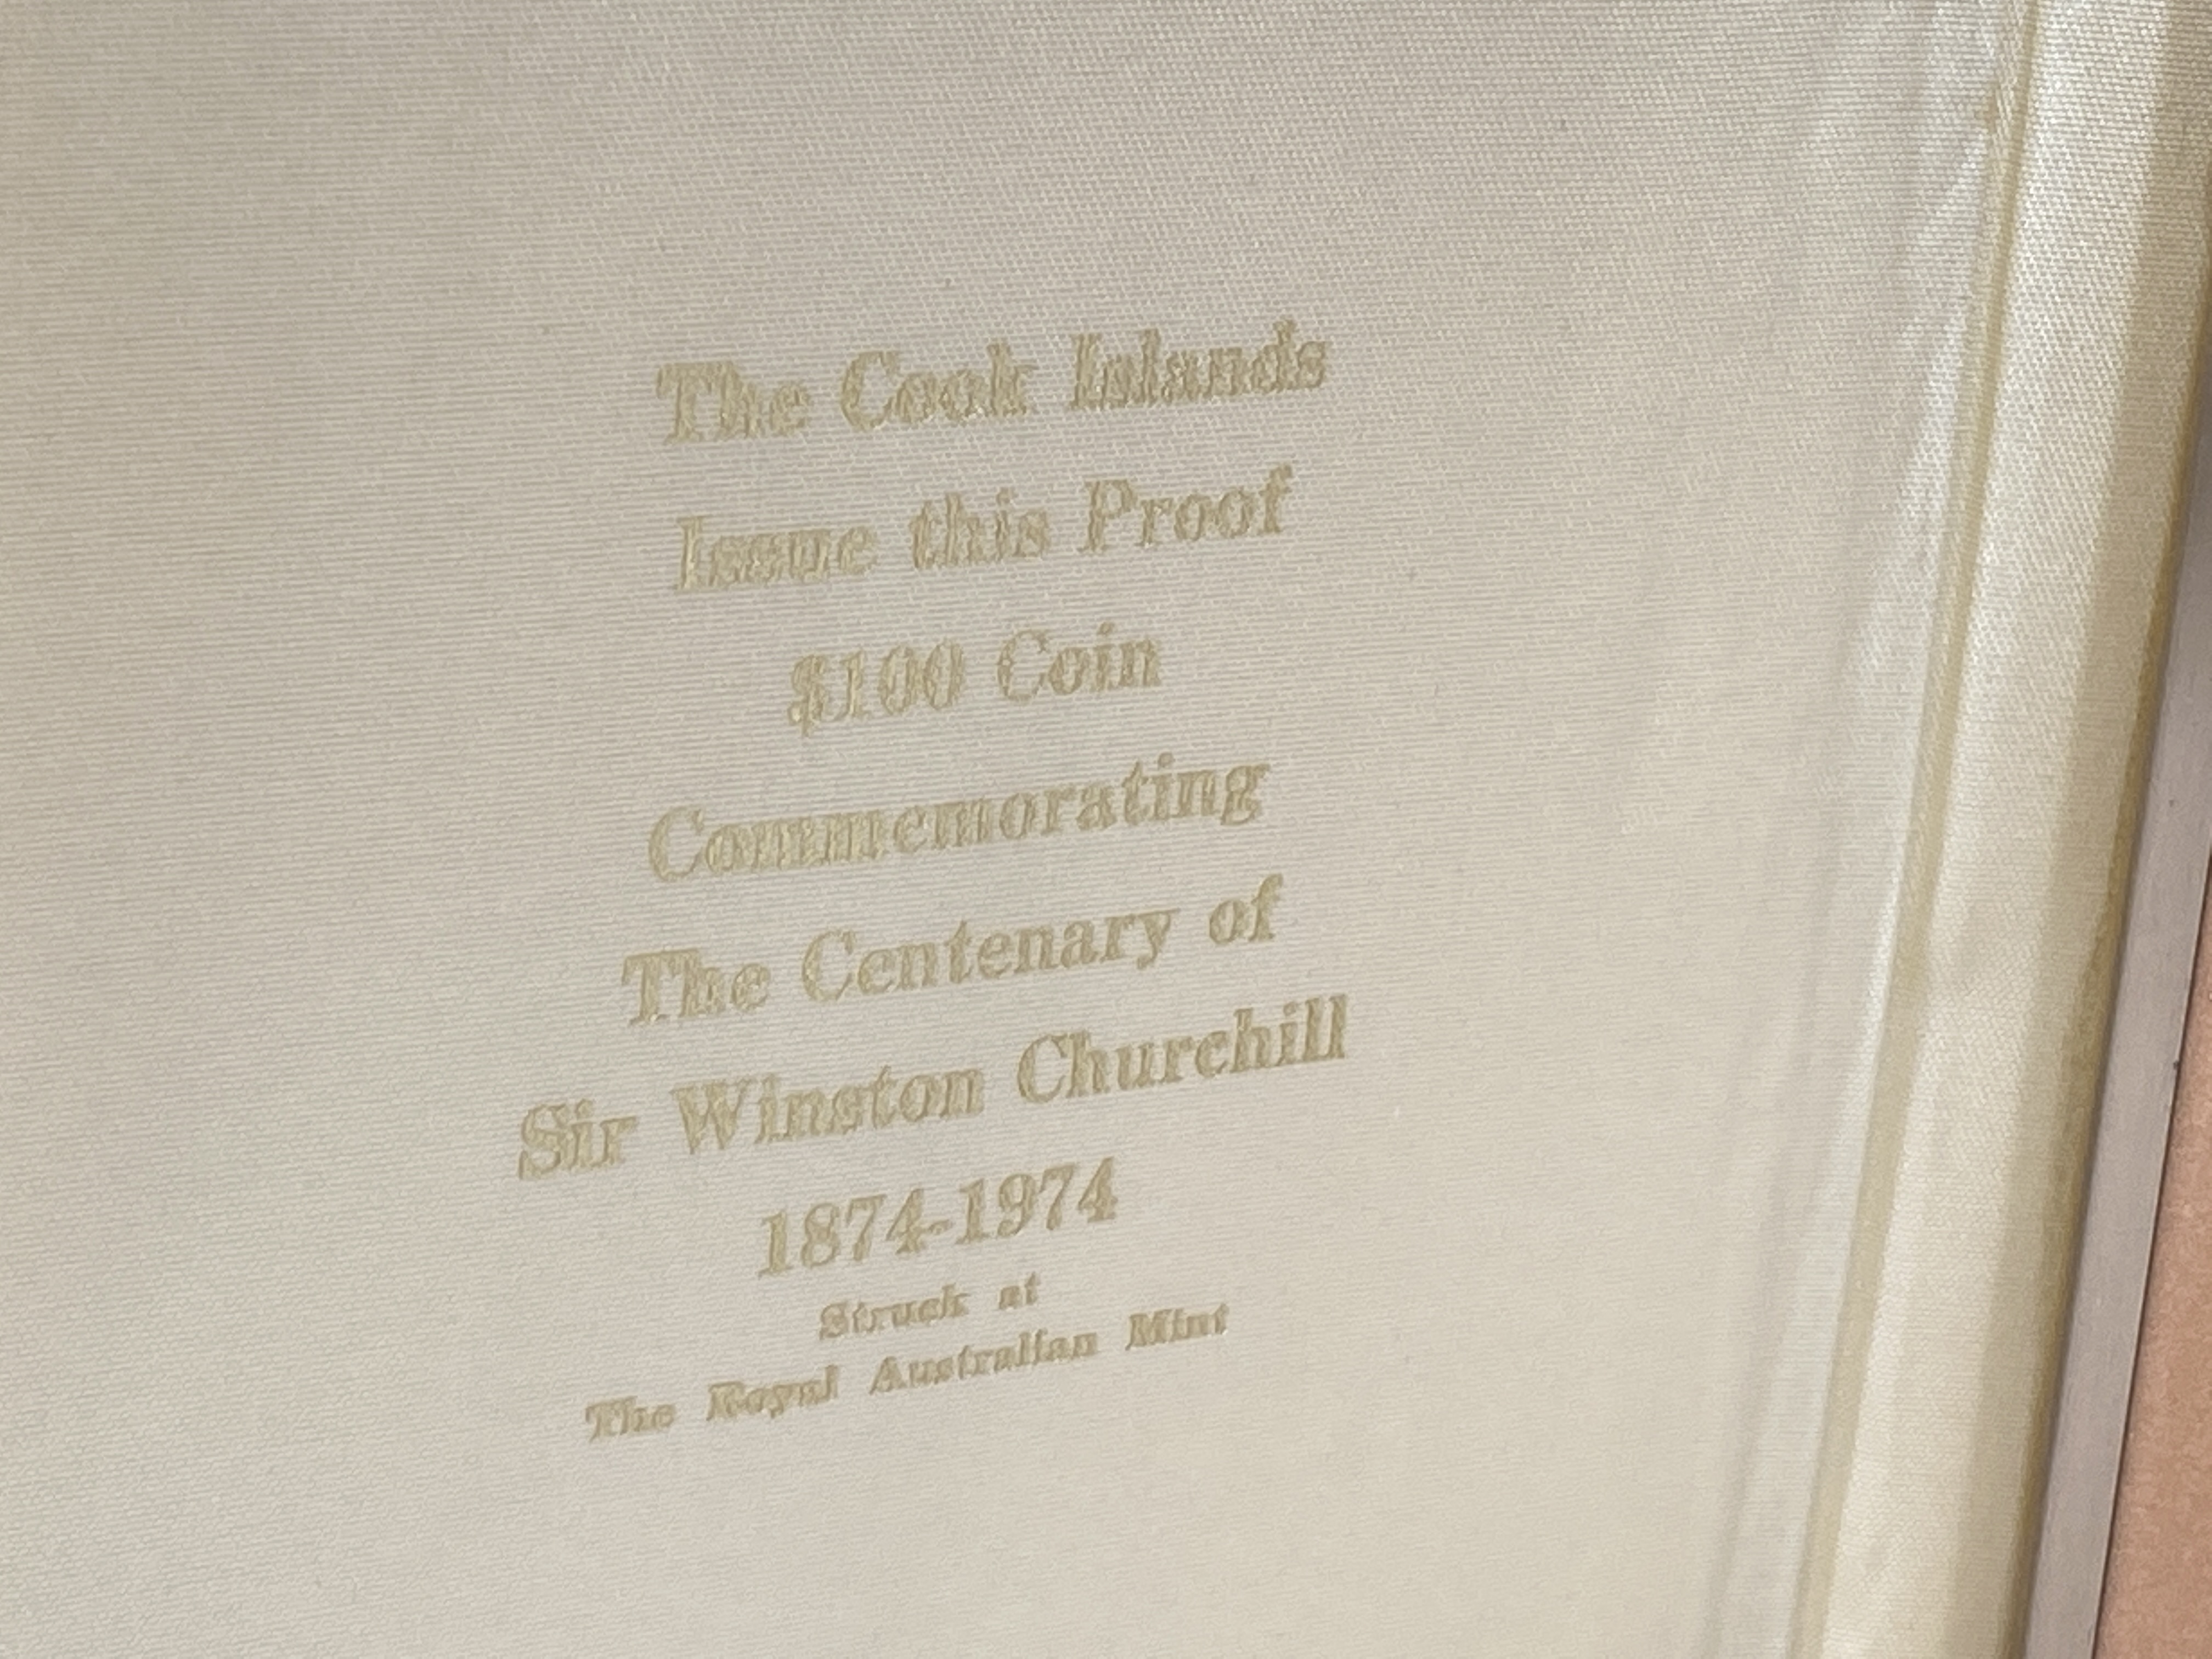 The Cook Islands
Issue this Proof
$100 Coin
Commemorating
The Centenary of
Sir Winston Churchill
1874-1974
Struck at
The Royal Australian Mint